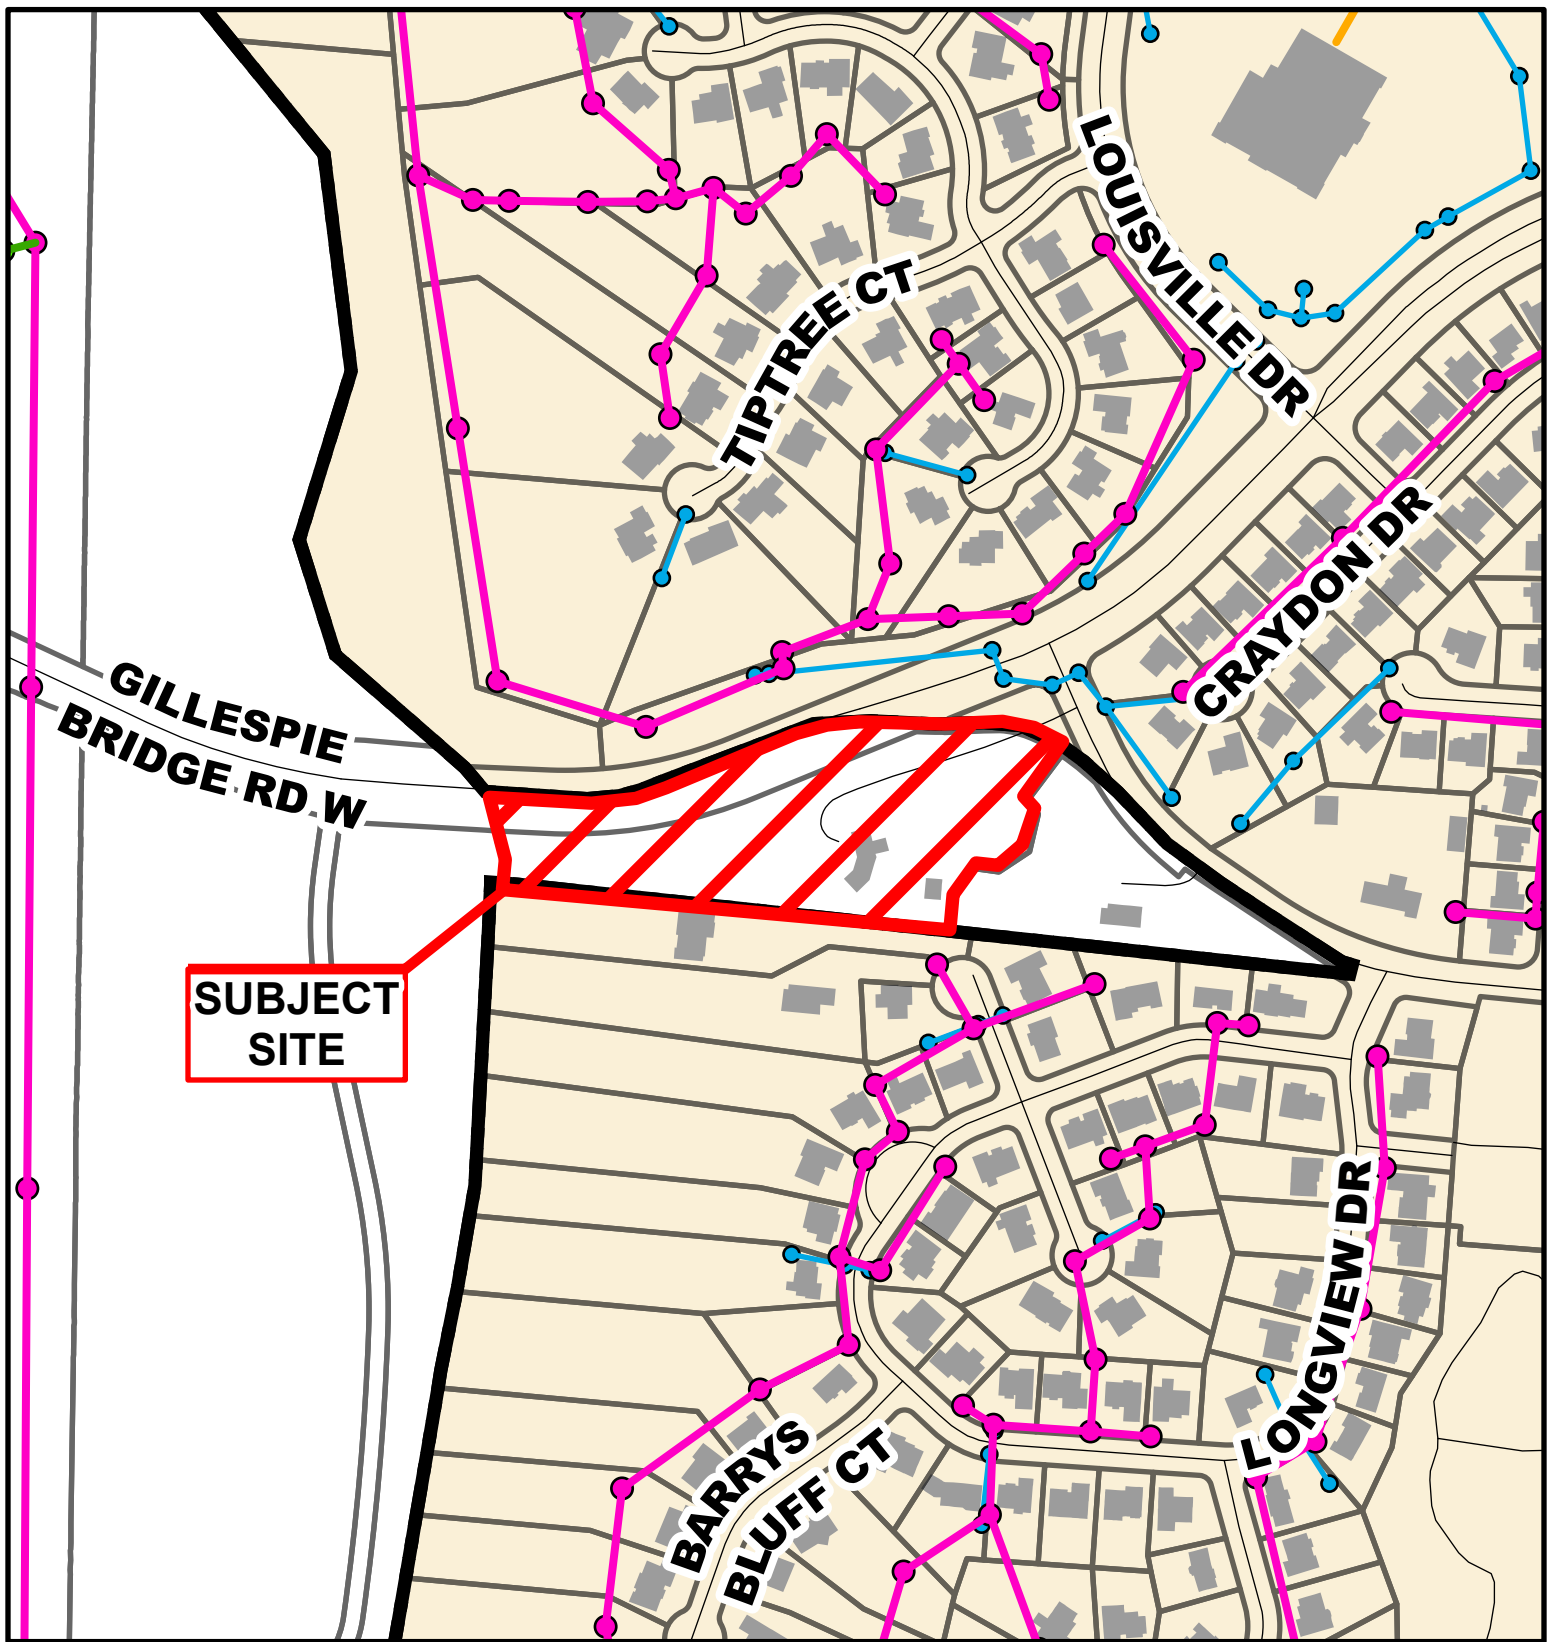 LOUISVILLE DR
TIPTREE CT
CRAYDON DR
GILLESPIE
BRIDGE RD W
SUBJECT
SITE
LONGVIEW DR
BARRYS
BLUFF CT